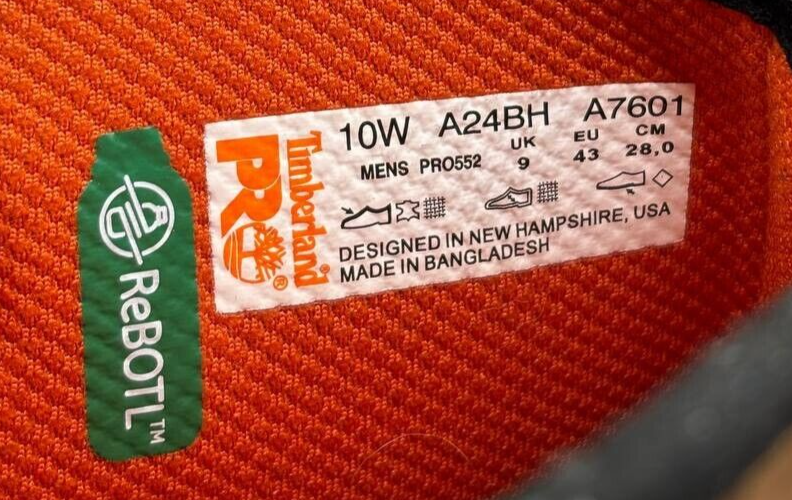 10W A24BH A7601
MENS PRO552 UK 9 EU 43 CM 28,0
DESIGNED IN NEW HAMPSHIRE, USA
MADE IN BANGLADESH
Timberland®
PRO
ReBOTL™